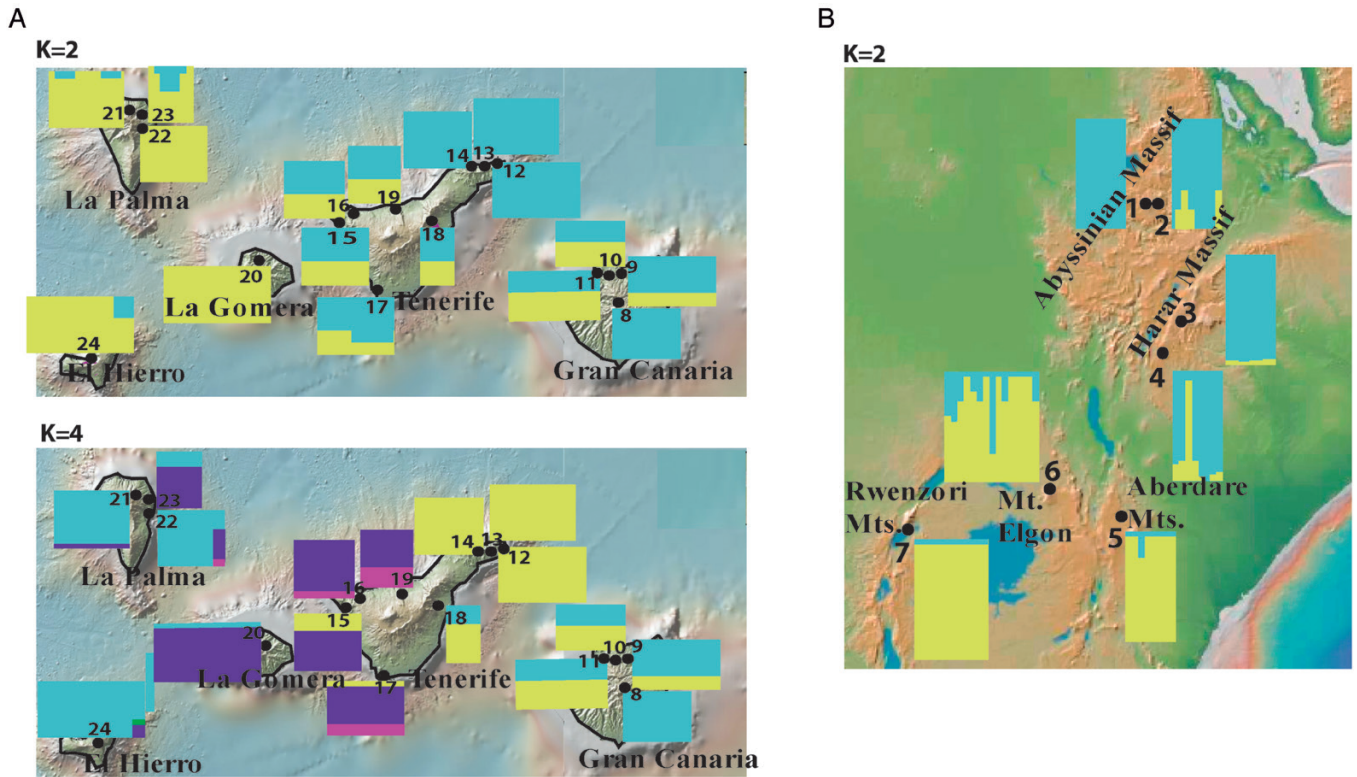 A
K=2
21
23
22
La Palma
14
13
12
16
19
15
18
20
La Gomera
17
Tenerife
10
9
11
8
24
El Hierro
Gran Canaria
K=4
21
23
22
La Palma
14
13
12
16
19
15
18
20
La Gomera
17
Tenerife
11
10
9
8
24
El Hierro
Gran Canaria
B
K=2
Abyssinian Massif
1
2
Harar Massif
3
4
6
Rwenzori
Mts.
Mt.
Elgon
Aberdare
Mts.
5
7